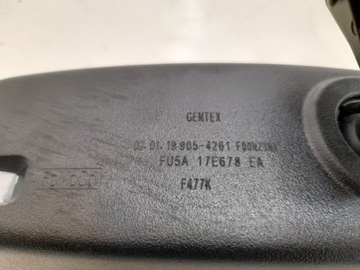 GENTEX
02.01.19 905-4261
FU5A 17E678 EA
F477K